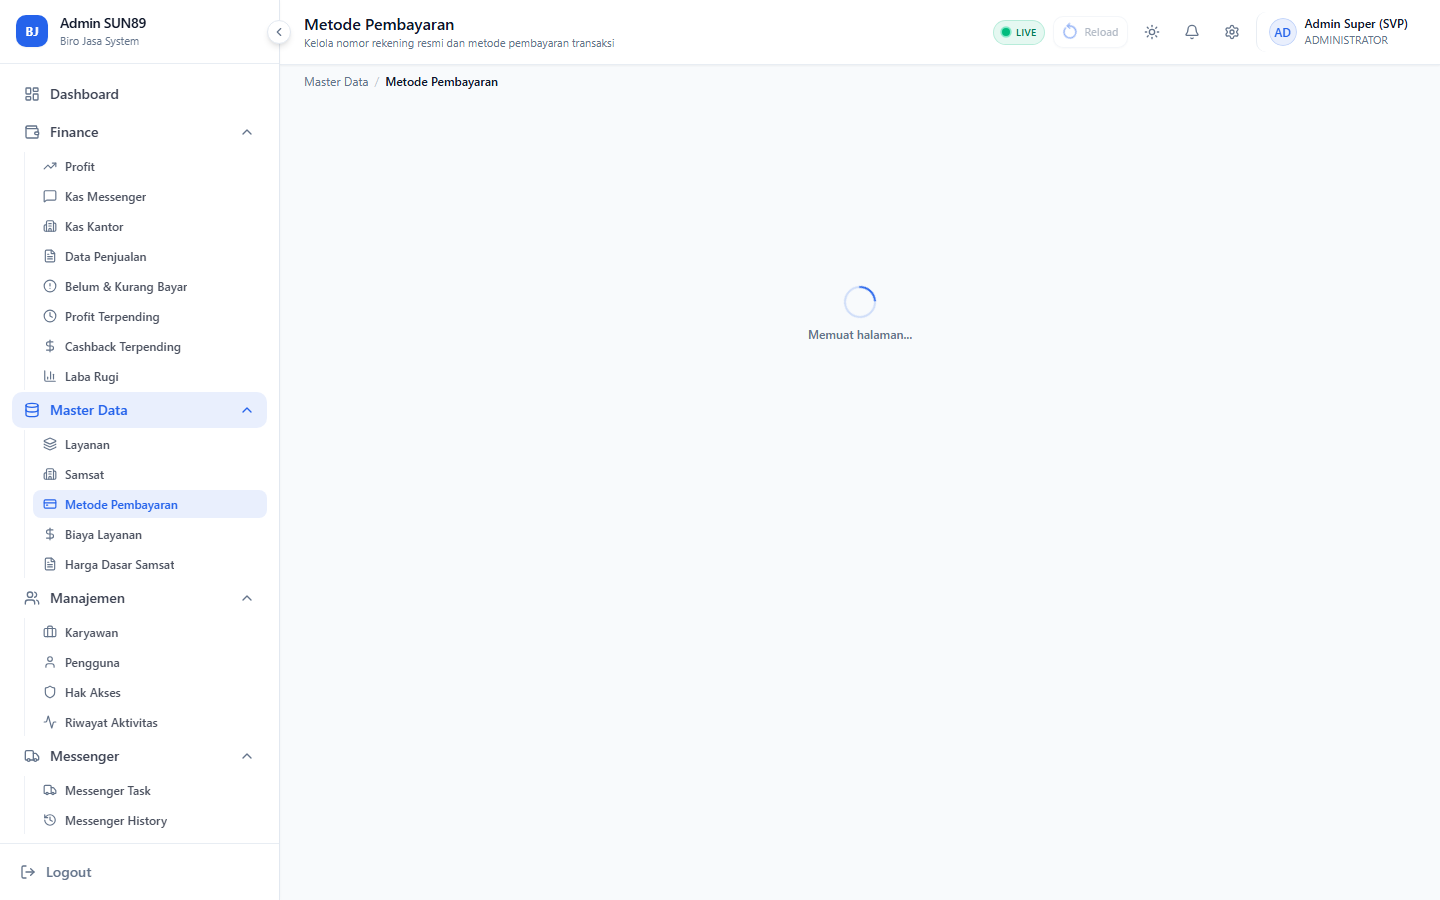 BJ
Admin SUN89
Biro Jasa System
Dashboard
Finance
Profit
Kas Messenger
Kas Kantor
Data Penjualan
Belum & Kurang Bayar
Profit Terpending
Cashback Terpending
Laba Rugi
Master Data
Layanan
Samsat
Metode Pembayaran
Biaya Layanan
Harga Dasar Samsat
Manajemen
Karyawan
Pengguna
Hak Akses
Riwayat Aktivitas
Messenger
Messenger Task
Messenger History
Logout
Metode Pembayaran
Kelola nomor rekening resmi dan metode pembayaran transaksi
LIVE
Reload
AD
Admin Super (SVP)
ADMINISTRATOR
Master Data / Metode Pembayaran
Memuat halaman...